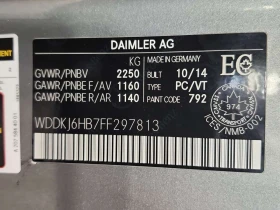 DAIMLER AG
KG
MADE IN GERMANY
GVWR/PNBV 2250 BUILT 10/14
GAWR/PNBE F/AV 1160 TYPE PC/VT
GAWR/PNBE R/AR 1140 PAINT CODE 792
WDDKJ6HB7FF297813
EC
974
ICES/NMB-002